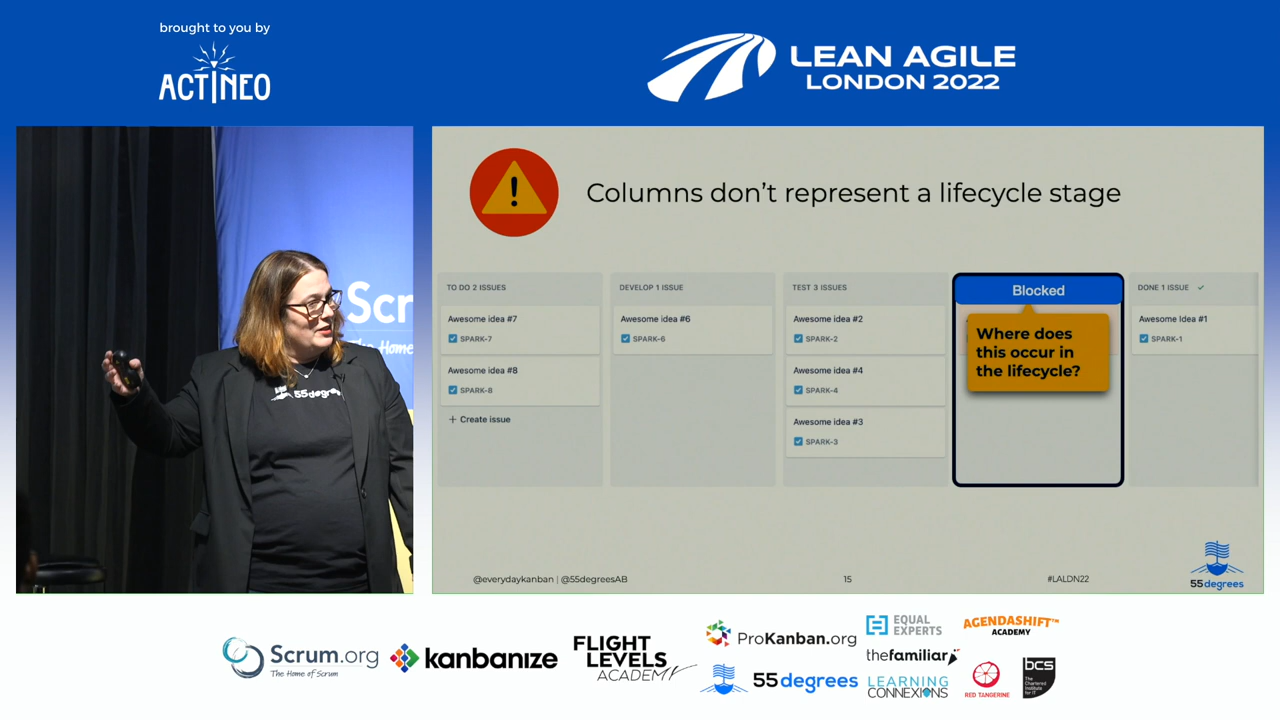 brought to you by
ACTINEO
LEAN AGILE
LONDON 2022
Scr
The Home
55degre
Columns don't represent a lifecycle stage
TO DO 2 ISSUES
Awesome idea #7
SPARK-7
Awesome idea #8
SPARK-8
+ Create issue
DEVELOP 1 ISSUE
Awesome idea #6
SPARK-6
TEST 3 ISSUES
Awesome idea #2
SPARK-2
Awesome idea #4
SPARK-4
Awesome idea #3
SPARK-3
Blocked
Where does
this occur in
the lifecycle?
DONE 1 ISSUE
Awesome Idea #1
SPARK-1
@everydaykanban | @55degreesAB
15
#LALDN22
55degrees
Scrum.org
The Home of Scrum
kanbanize
FLIGHT
LEVELS
ACADEMY
ProKanban.org
55degrees
EQUAL
EXPERTS
thefamiliar
LEARNING
CONNEXIONS
AGENDASHIFT™
ACADEMY
RED TANGERINE
bcs
The
Chartered
Institute
for IT